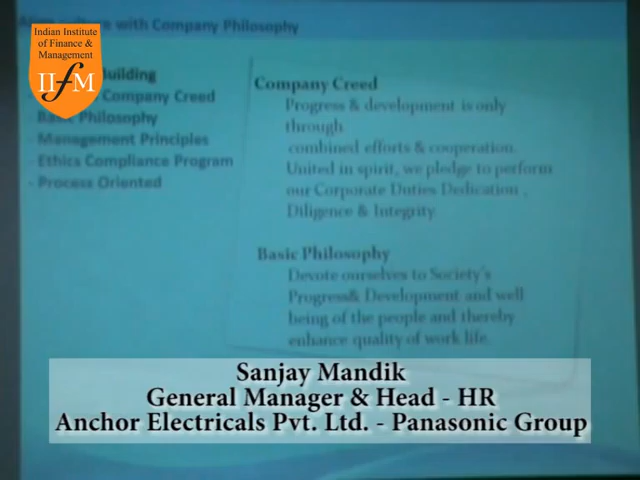 with Company Philosophy
Indian Institute
of Finance &
Management
IIfM
Building
Company Creed
Philosophy
- Management Principles
- Ethics Compliance Program
- Process Oriented
Company Creed
Progress & development is only
through
combined efforts & cooperation.
United in spirit, we pledge to perform
our Corporate Duties Dedication ,
Diligence & Integrity
Basic Philosophy
Devote ourselves to Society's
Progress& Development and well
being of the people and thereby
enhance quality of work life.
Sanjay Mandik
General Manager & Head - HR
Anchor Electricals Pvt. Ltd. - Panasonic Group